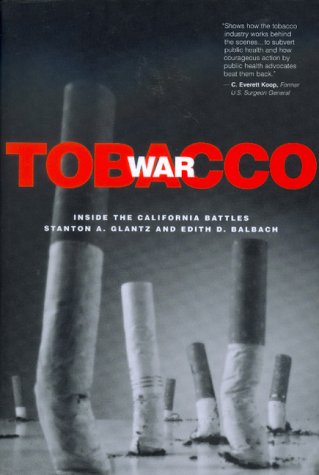 "Shows how the tobacco
industry works behind
the scenes... to subvert
public health and how
courageous action by
public health advocates
beat them back."
— C. Everett Koop, Former
U.S. Surgeon General
TOBACCO
WAR
INSIDE THE CALIFORNIA BATTLES
STANTON A. GLANTZ AND EDITH D. BALBACH